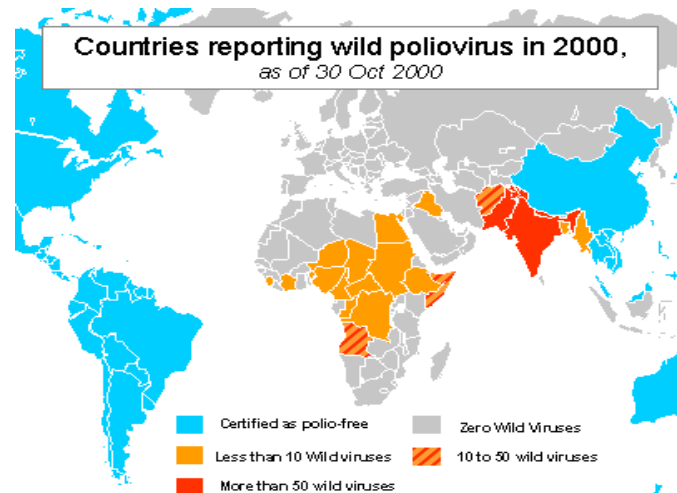 Countries reporting wild poliovirus in 2000,
as of 30 Oct 2000
Certified as polio-free
Zero Wild Viruses
Less than 10 Wild viruses
10 to 50 wild viruses
More than 50 wild viruses